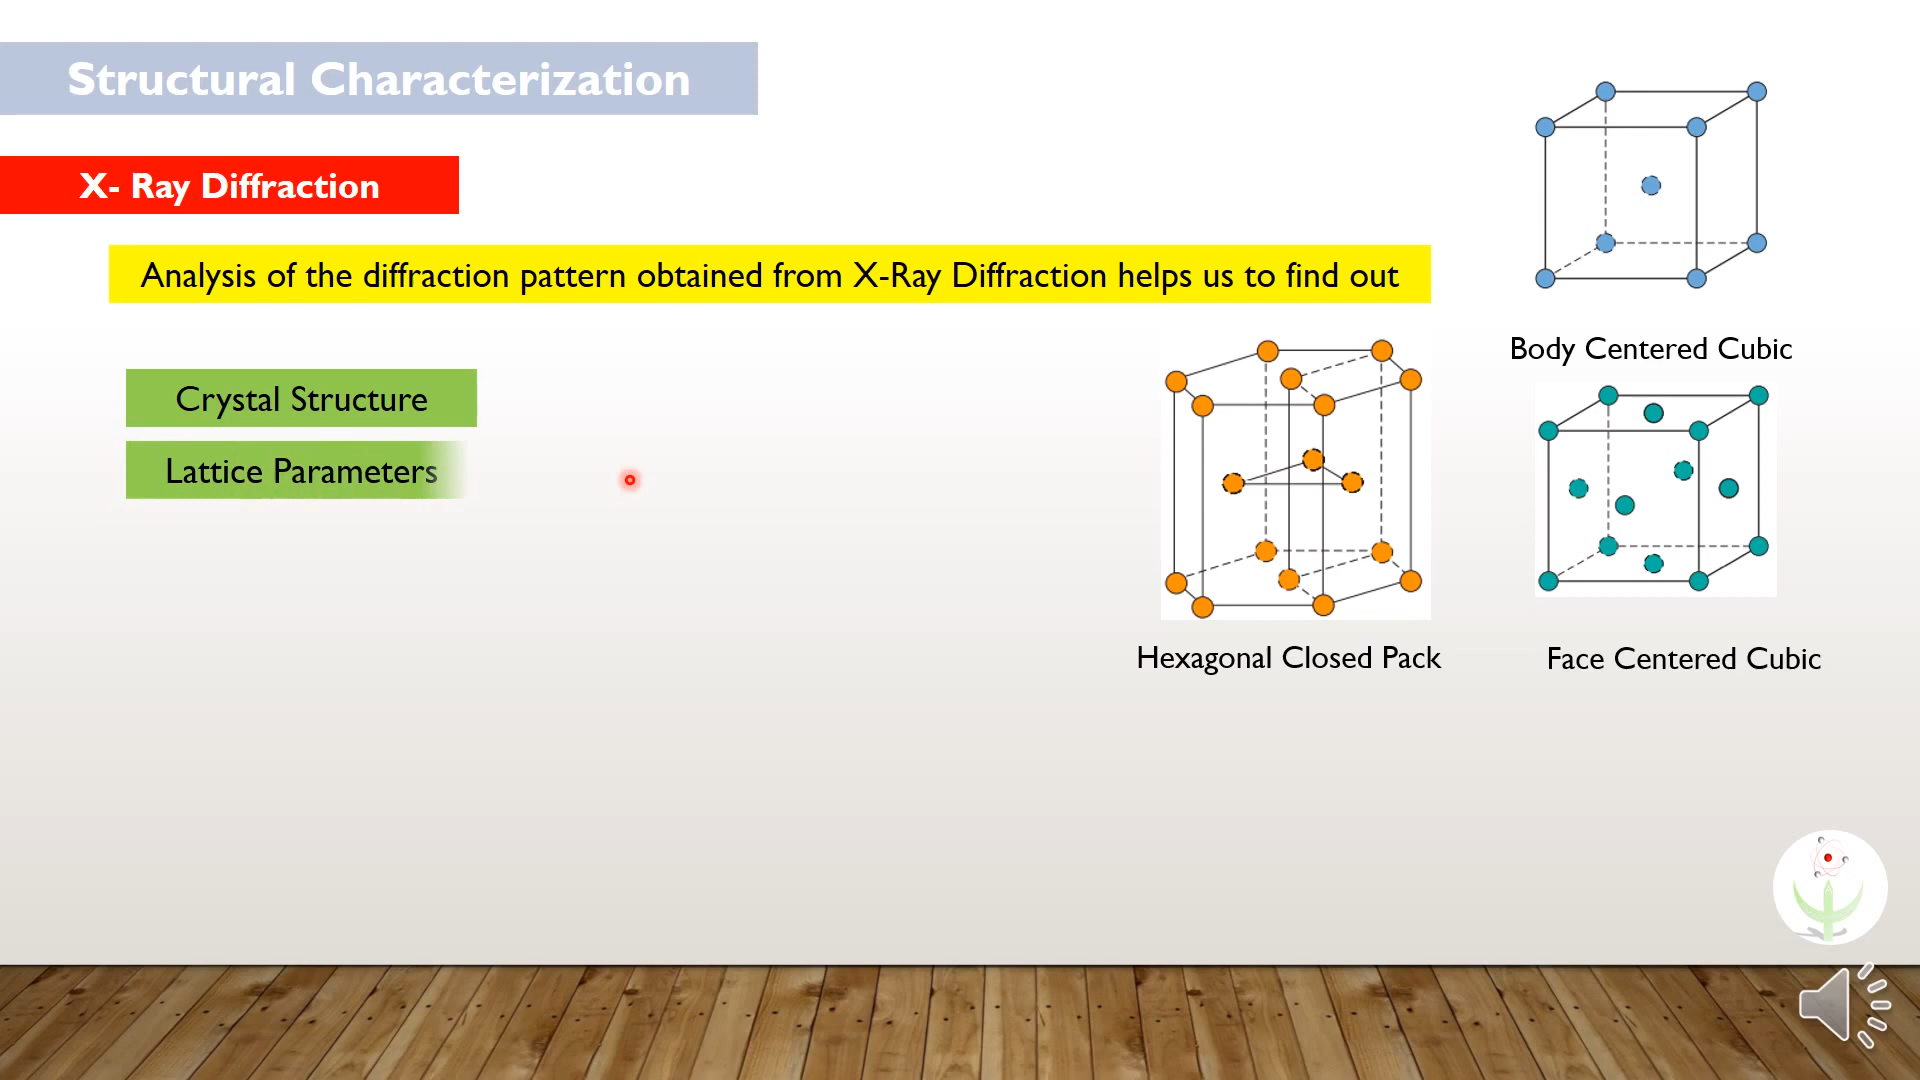 Structural Characterization
X- Ray Diffraction
Analysis of the diffraction pattern obtained from X-Ray Diffraction helps us to find out
Crystal Structure
Lattice Parameters
Body Centered Cubic
Hexagonal Closed Pack
Face Centered Cubic